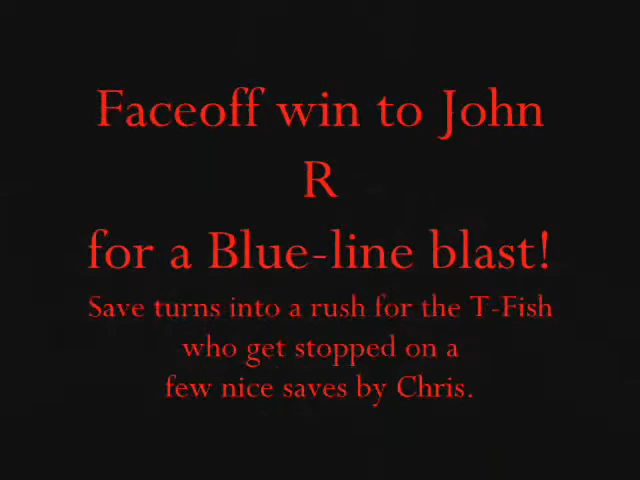 Faceoff win to John
R
for a Blue-line blast!
Save turns into a rush for the T-Fish
who get stopped on a
few nice saves by Chris.